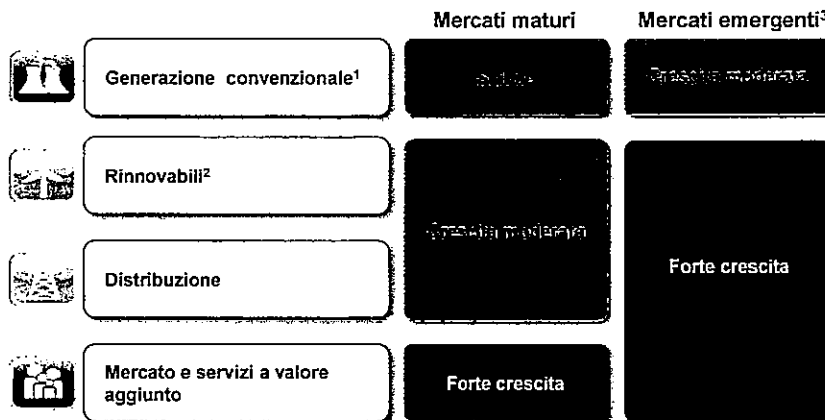 Mercati maturi
Mercati emergenti³
Generazione convenzionale¹
Crescita moderata
Rinnovabili²
Crescita moderata
Distribuzione
Forte crescita
Mercato e servizi a valore
aggiunto
Forte crescita